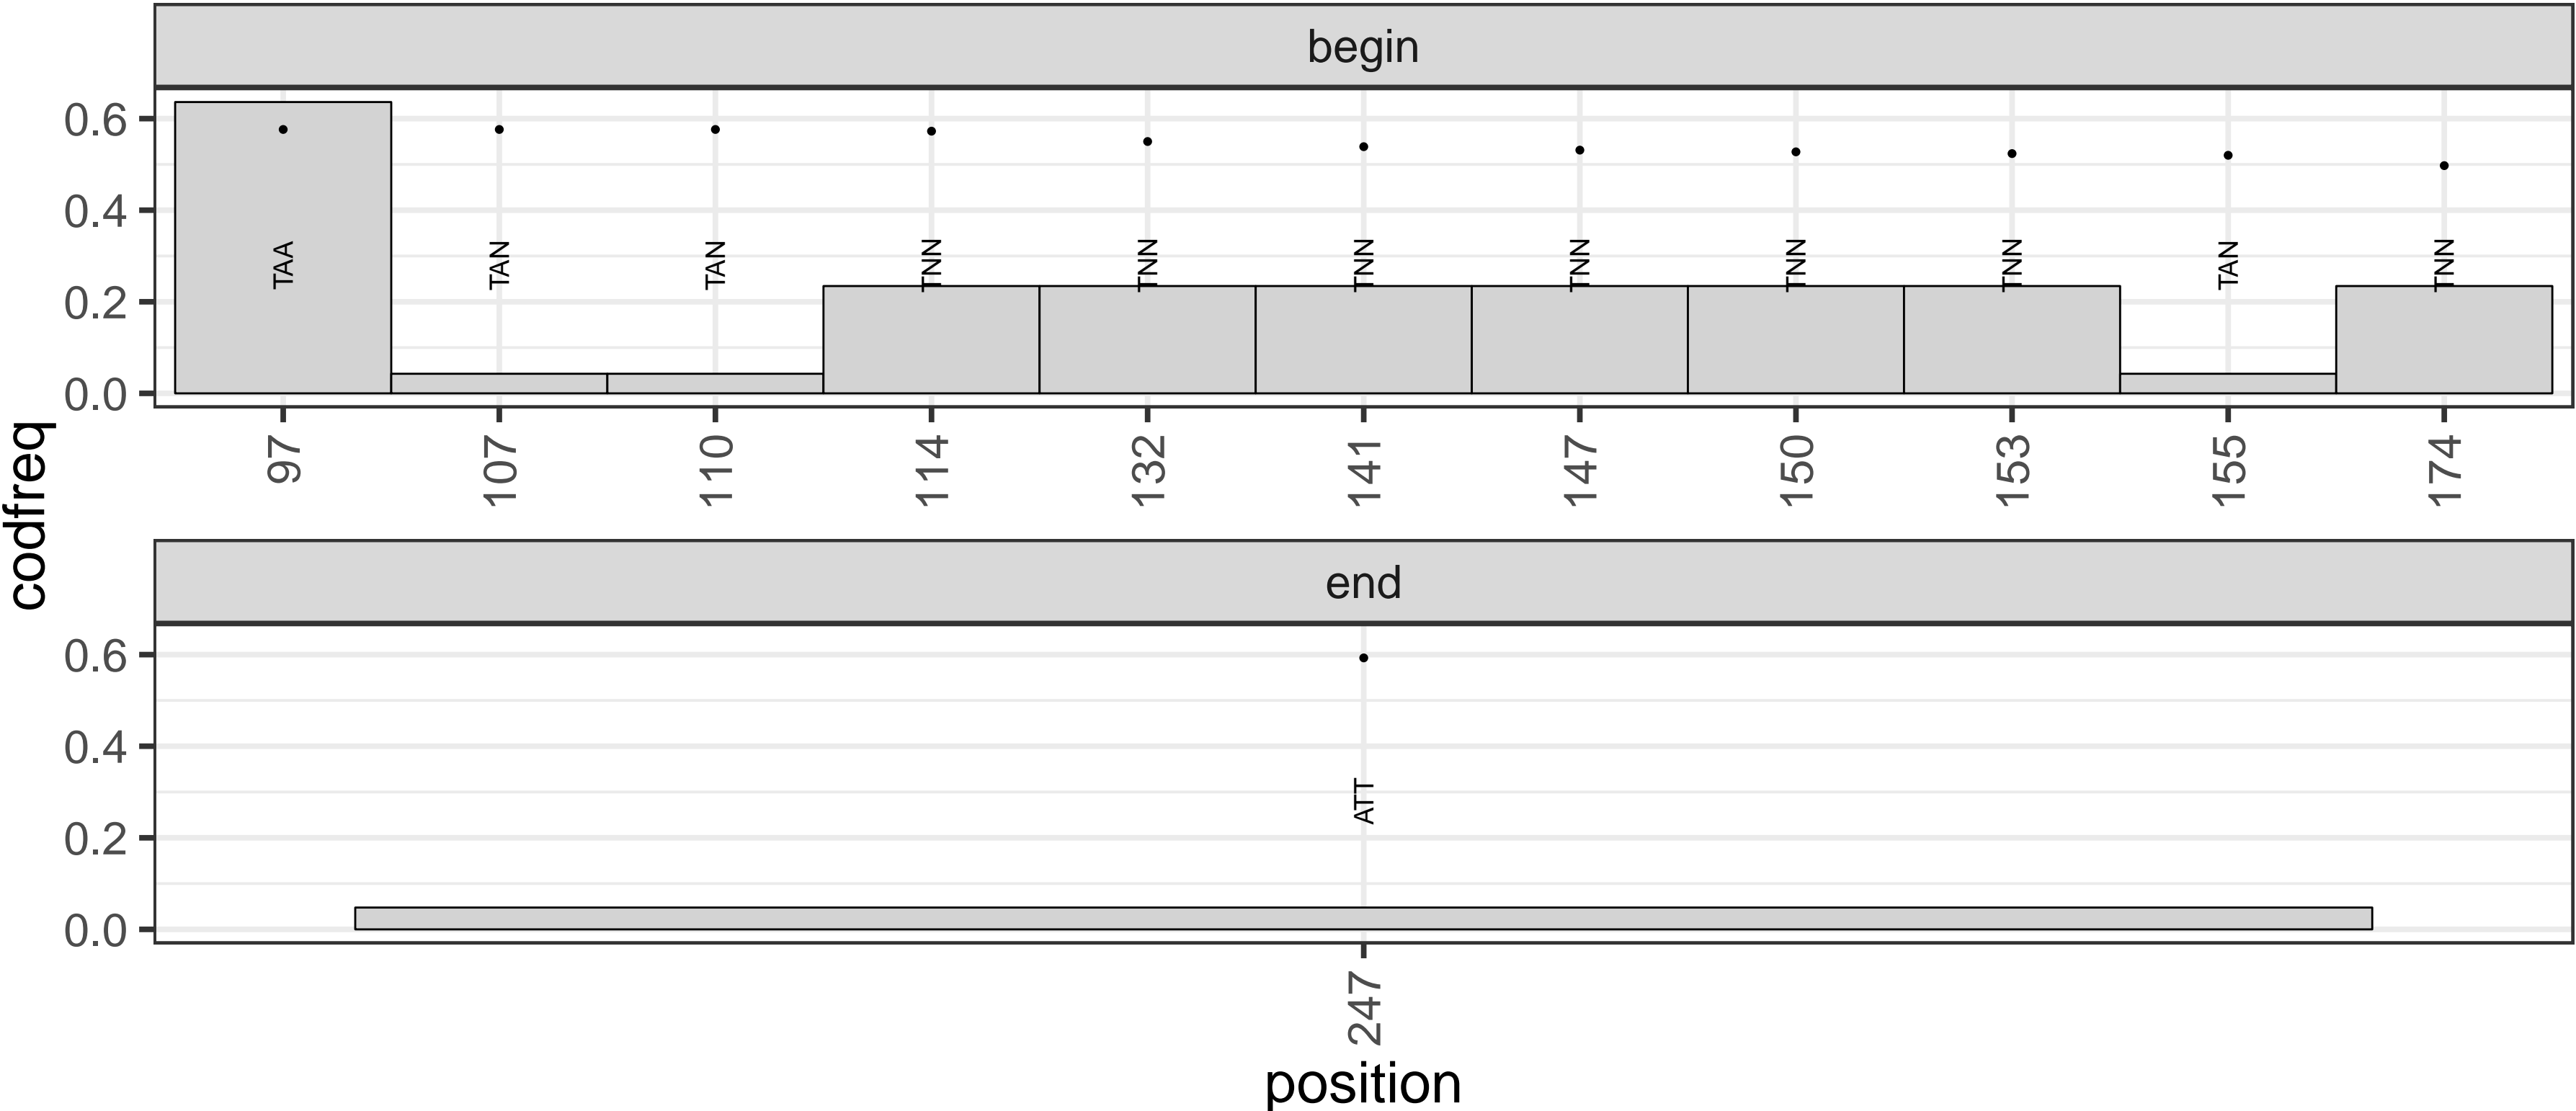 begin
0.6
0.4
0.2
0.0
TAA TAN TAN TNN TNN TNN TNN TNN TNN TAN TNN
97 107 110 114 132 141 147 150 153 155 174
codfreq
end
0.6
0.4
0.2
0.0
ATT
247
position